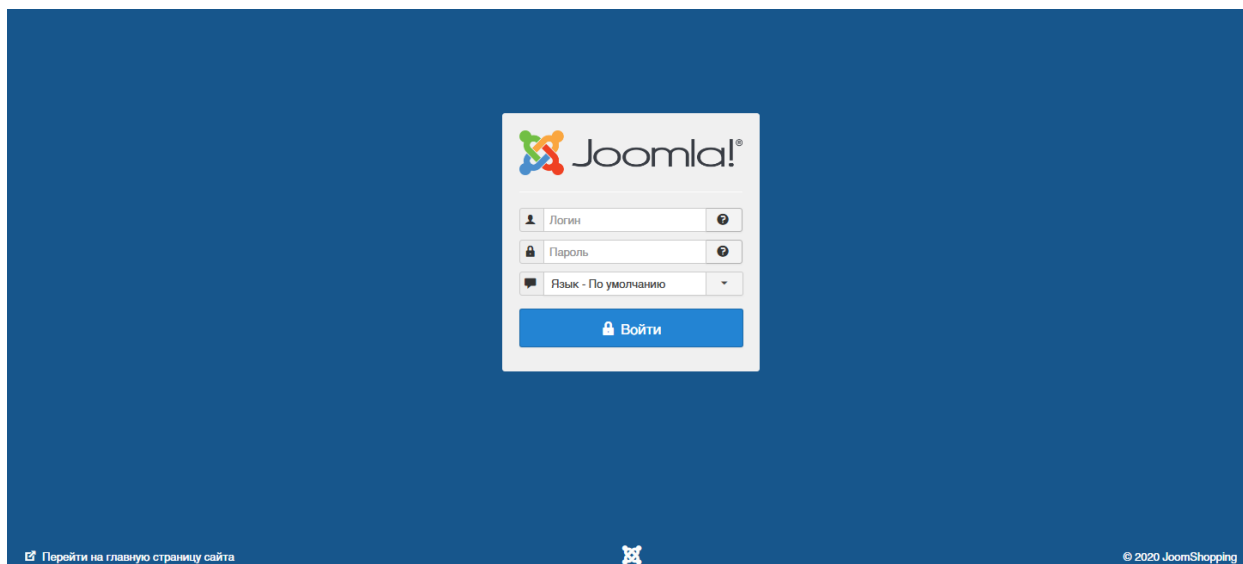 Joomla!®
Логин
Пароль
Язык - По умолчанию
Войти
Перейти на главную страницу сайта
© 2020 JoomShopping